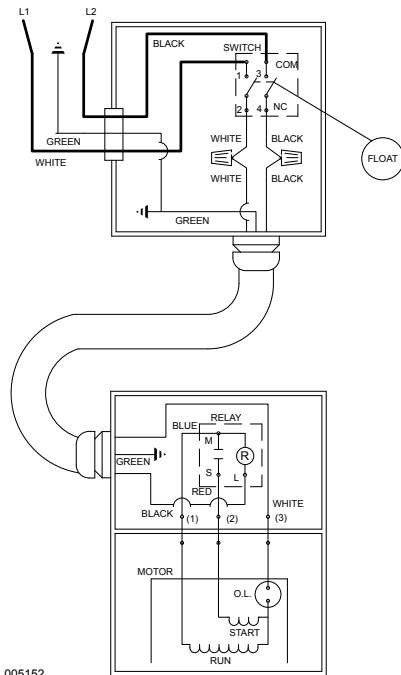 L1
L2
BLACK
SWITCH
COM
1
3
2
4
NC
GREEN
WHITE
WHITE
BLACK
WHITE
BLACK
FLOAT
GREEN
BLUE
RELAY
M
R
GREEN
S
L
RED
WHITE
BLACK
(1)
(2)
(3)
MOTOR
O.L.
START
RUN
005152